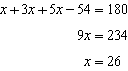 x + 3x + 5x - 54 = 180
9x = 234
x = 26